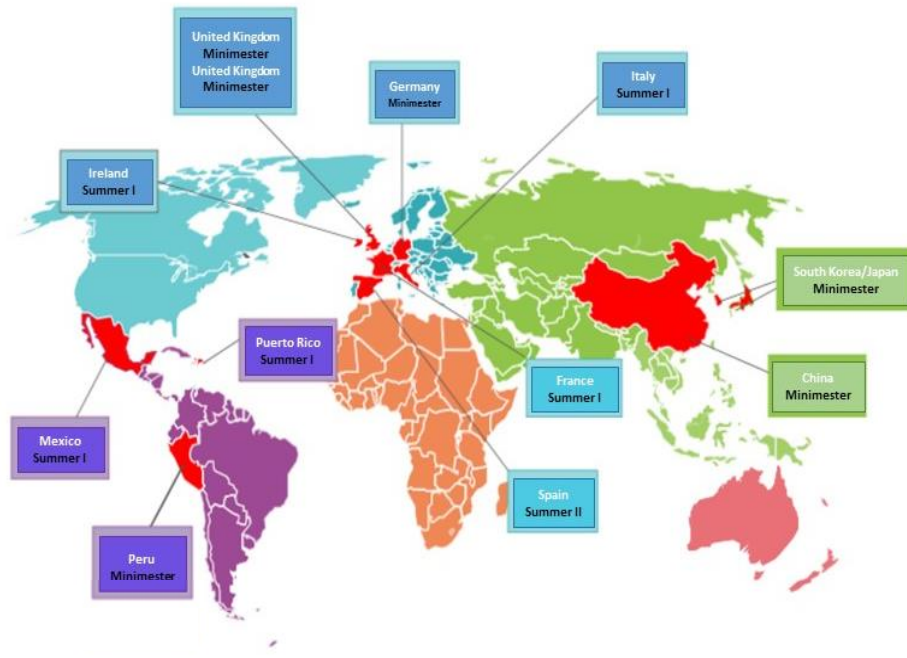 United Kingdom
Minimester
United Kingdom
Minimester
Germany
Minimester
Italy
Summer I
Ireland
Summer I
South Korea/Japan
Minimester
Puerto Rico
Summer I
France
Summer I
China
Minimester
Mexico
Summer I
Spain
Summer II
Peru
Minimester